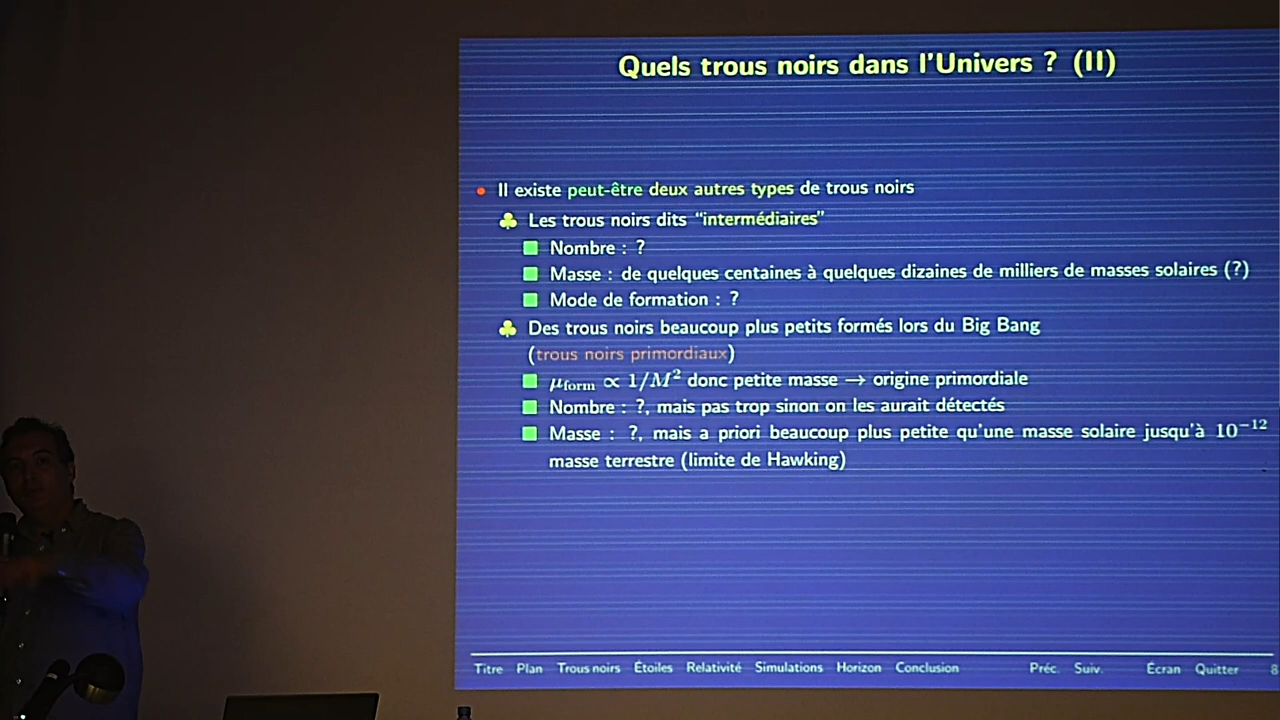 Quels trous noirs dans l'Univers ? (II)
Il existe peut-être deux autres types de trous noirs
Les trous noirs dits "intermédiaires"
Nombre : ?
Masse : de quelques centaines à quelques dizaines de milliers de masses solaires (?)
Mode de formation : ?
Des trous noirs beaucoup plus petits formés lors du Big Bang
(trous noirs primordiaux)
μform ∝ 1/M² donc petite masse → origine primordiale
Nombre : ?, mais pas trop sinon on les aurait détectés
Masse : ?, mais a priori beaucoup plus petite qu'une masse solaire jusqu'à 10⁻¹²
masse terrestre (limite de Hawking)
Titre Plan Trous noirs Étoiles Relativité Simulations Horizon Conclusion Préc. Suiv. Écran Quitter 8